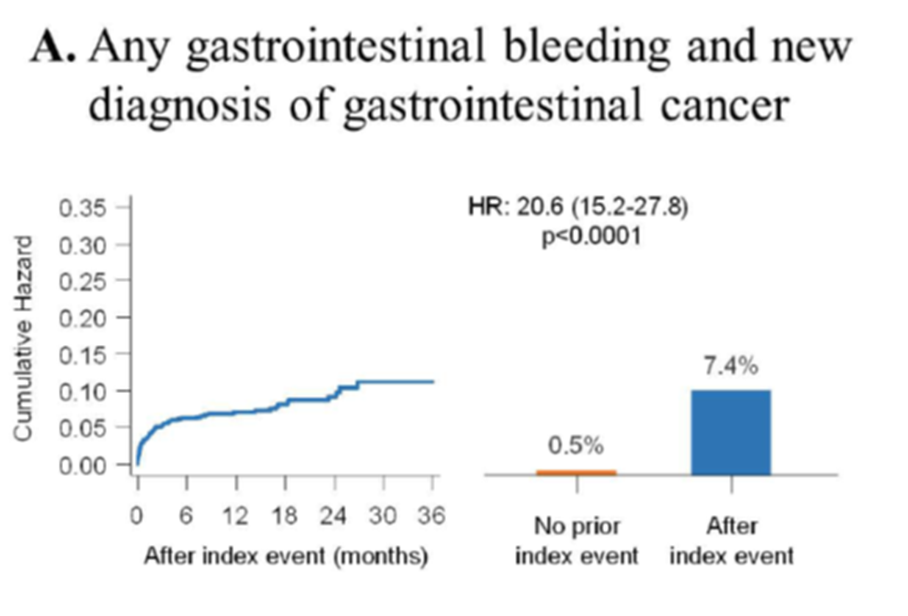 A. Any gastrointestinal bleeding and new
diagnosis of gastrointestinal cancer
Cumulative Hazard
0.35
0.30
0.25
0.20
0.15
0.10
0.05
0.00
0 6 12 18 24 30 36
After index event (months)
HR: 20.6 (15.2-27.8)
p<0.0001
0.5%
7.4%
No prior
index event
After
index event